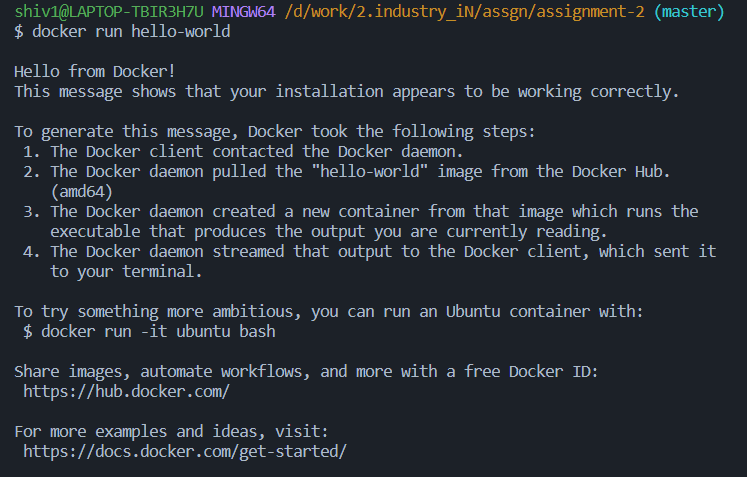 shiv1@LAPTOP-TBIR3H7U MINGW64 /d/work/2.industry_iN/assgn/assignment-2 (master)
$ docker run hello-world
Hello from Docker!
This message shows that your installation appears to be working correctly.
To generate this message, Docker took the following steps:
1. The Docker client contacted the Docker daemon.
2. The Docker daemon pulled the "hello-world" image from the Docker Hub.
(amd64)
3. The Docker daemon created a new container from that image which runs the
executable that produces the output you are currently reading.
4. The Docker daemon streamed that output to the Docker client, which sent it
to your terminal.
To try something more ambitious, you can run an Ubuntu container with:
$ docker run -it ubuntu bash
Share images, automate workflows, and more with a free Docker ID:
https://hub.docker.com/
For more examples and ideas, visit:
https://docs.docker.com/get-started/